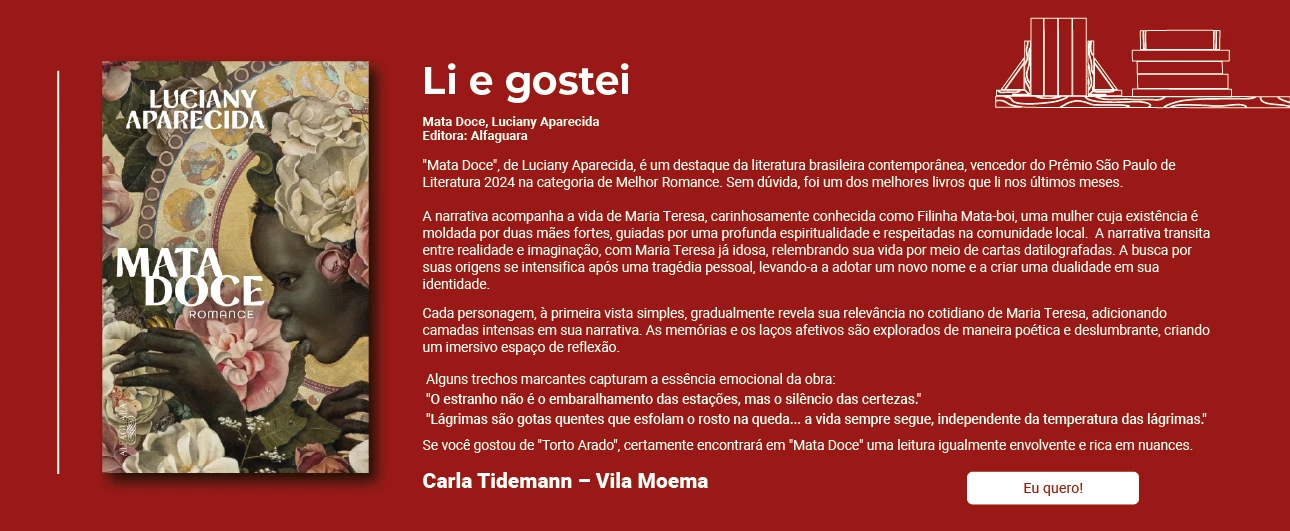 LUCIANY
APARECIDA
MATA
DOCE
ROMANCE
ALFAGUARA
Li e gostei
Mata Doce, Luciany Aparecida
Editora: Alfaguara
"Mata Doce", de Luciany Aparecida, é um destaque da literatura brasileira contemporânea, vencedor do Prêmio São Paulo de
Literatura 2024 na categoria de Melhor Romance. Sem dúvida, foi um dos melhores livros que li nos últimos meses.
A narrativa acompanha a vida de Maria Teresa, carinhosamente conhecida como Filinha Mata-boi, uma mulher cuja existência é
moldada por duas mães fortes, guiadas por uma profunda espiritualidade e respeitadas na comunidade local. A narrativa transita
entre realidade e imaginação, com Maria Teresa já idosa, relembrando sua vida por meio de cartas datilografadas. A busca por
suas origens se intensifica após uma tragédia pessoal, levando-a a adotar um novo nome e a criar uma dualidade em sua
identidade.
Cada personagem, à primeira vista simples, gradualmente revela sua relevância no cotidiano de Maria Teresa, adicionando
camadas intensas em sua narrativa. As memórias e os laços afetivos são explorados de maneira poética e deslumbrante, criando
um imersivo espaço de reflexão.
Alguns trechos marcantes capturam a essência emocional da obra:
"O estranho não é o embaralhamento das estações, mas o silêncio das certezas."
"Lágrimas são gotas quentes que esfolam o rosto na queda... a vida sempre segue, independente da temperatura das lágrimas."
Se você gostou de "Torto Arado", certamente encontrará em "Mata Doce" uma leitura igualmente envolvente e rica em nuances.
Carla Tidemann – Vila Moema
Eu quero!